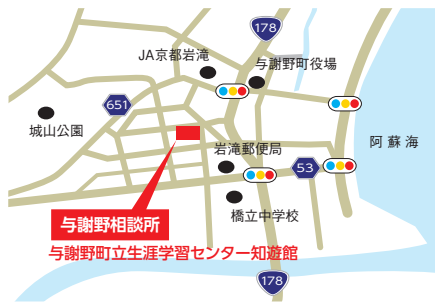 178
JA京都岩滝
与謝野町役場
651
城山公園
阿蘇海
岩滝郵便局
53
橋立中学校
与謝野相談所
与謝野町立生涯学習センター知遊館
178